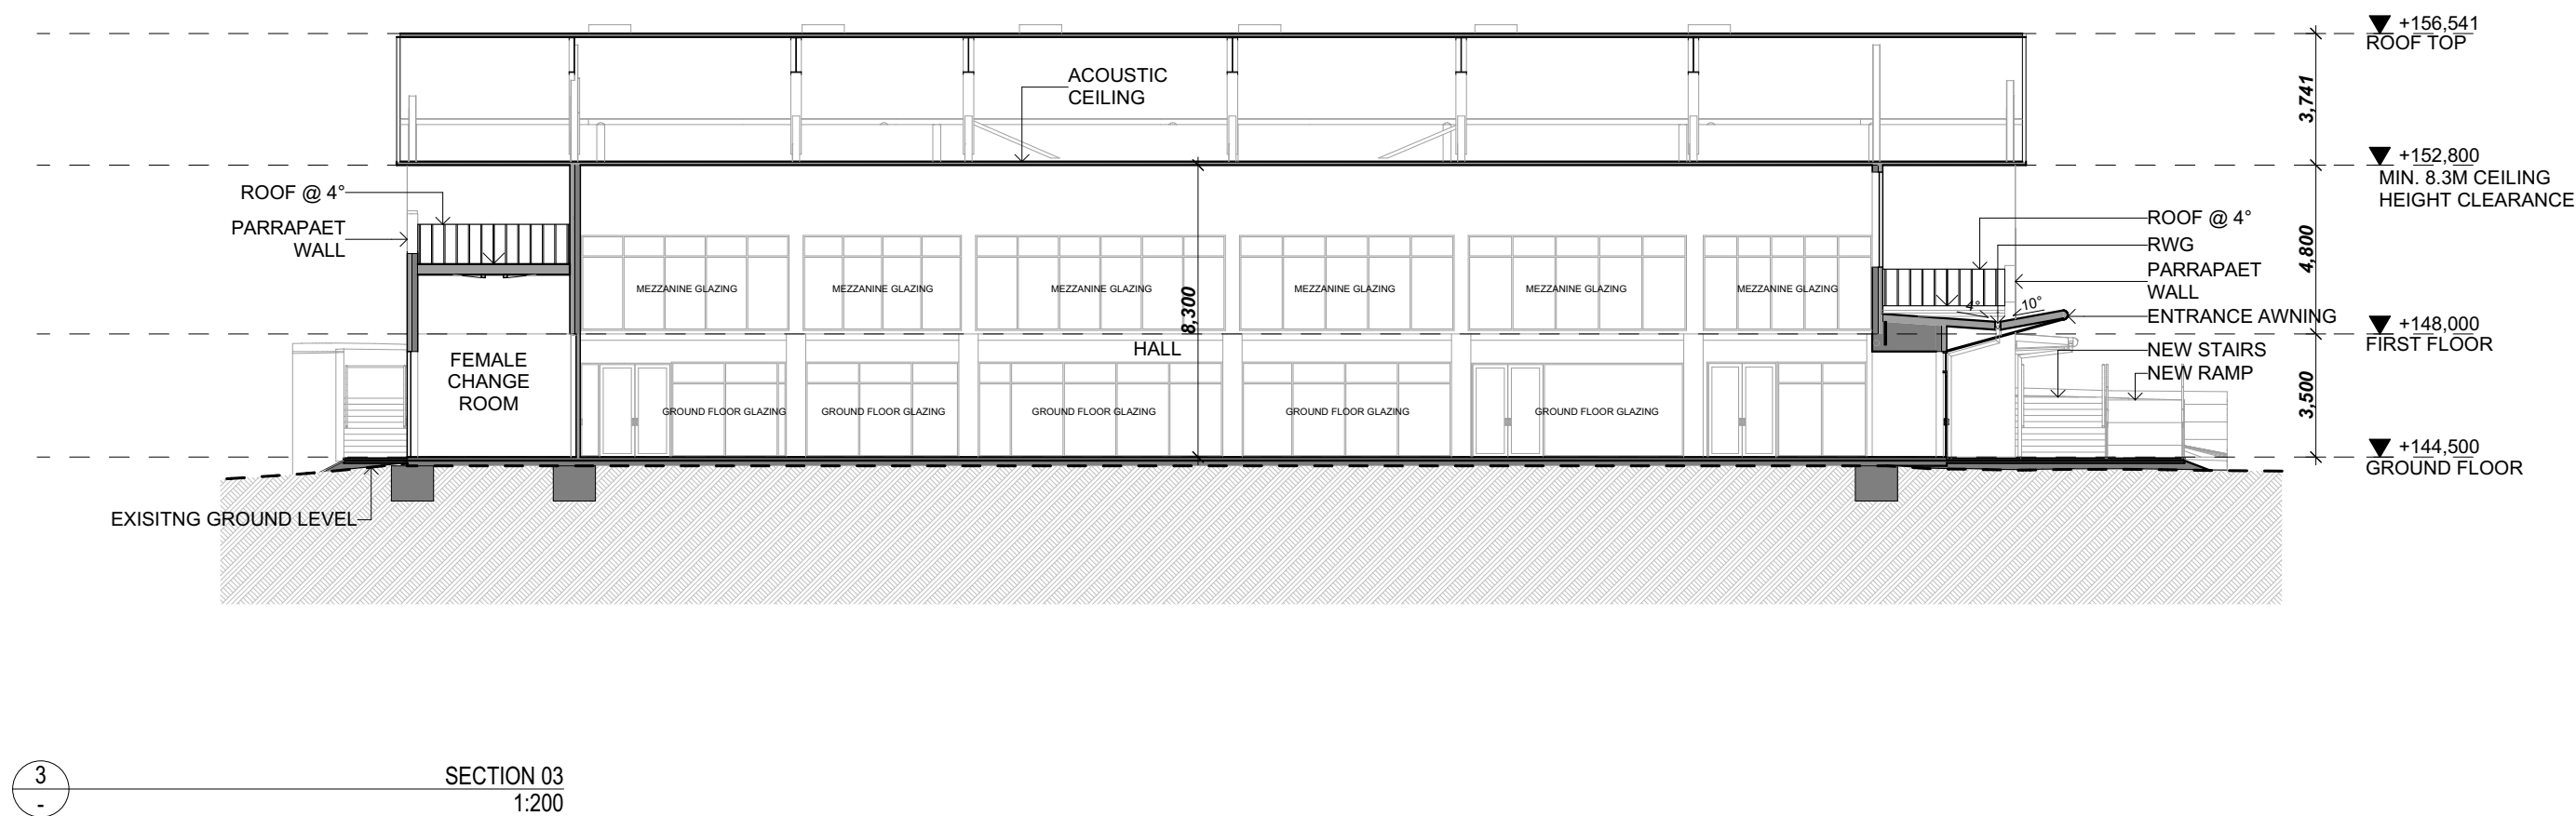 +156,541
ROOF TOP
3,741
ACOUSTIC
CEILING
+152,800
MIN. 8.3M CEILING
HEIGHT CLEARANCE
ROOF @ 4°
PARRAPAET
WALL
ROOF @ 4°
RWG
PARRAPAET
WALL
4°
10°
ENTRANCE AWNING
4,800
MEZZANINE GLAZING
MEZZANINE GLAZING
MEZZANINE GLAZING
MEZZANINE GLAZING
MEZZANINE GLAZING
MEZZANINE GLAZING
8,300
+148,000
FIRST FLOOR
HALL
FEMALE
CHANGE
ROOM
NEW STAIRS
NEW RAMP
3,500
GROUND FLOOR GLAZING
GROUND FLOOR GLAZING
GROUND FLOOR GLAZING
GROUND FLOOR GLAZING
GROUND FLOOR GLAZING
+144,500
GROUND FLOOR
EXISITNG GROUND LEVEL
3
-
SECTION 03
1:200